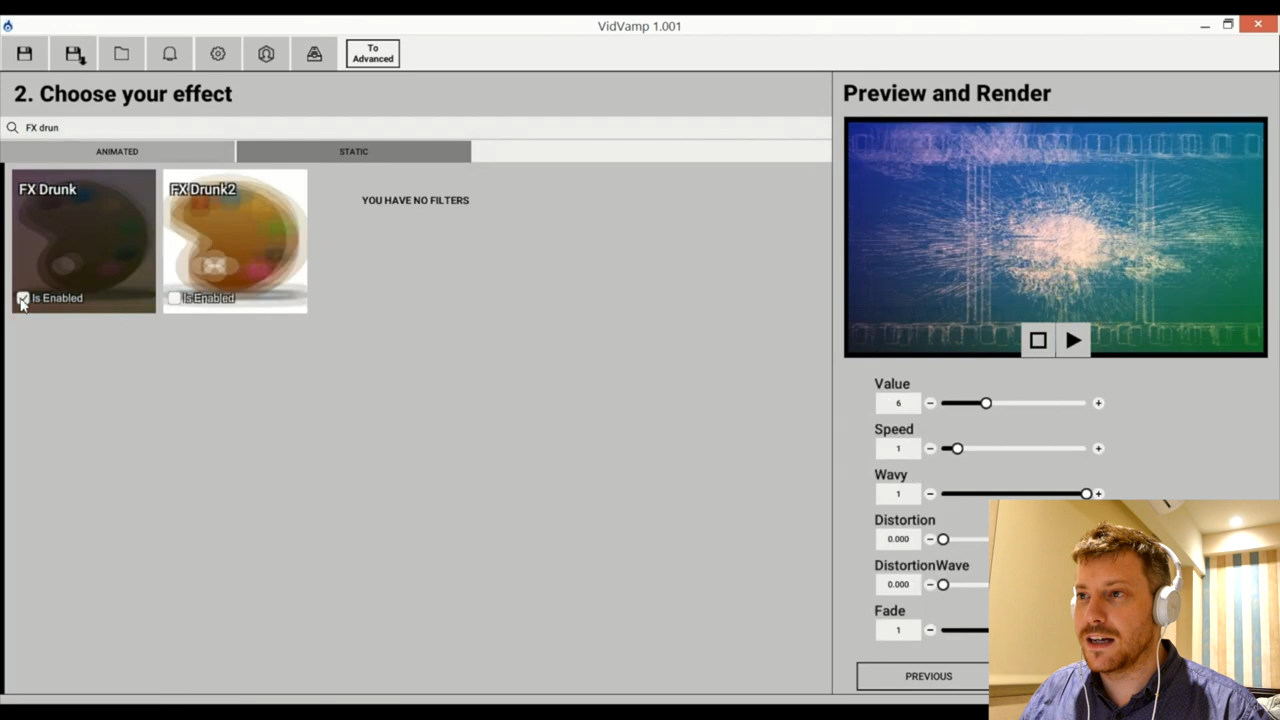 VidVamp 1.001
To
Advanced
2. Choose your effect
FX drun
ANIMATED
STATIC
FX Drunk
Is Enabled
FX Drunk2
Is Enabled
YOU HAVE NO FILTERS
Preview and Render
Value
6
Speed
1
Wavy
1
Distortion
0.000
DistortionWave
0.000
Fade
1
PREVIOUS